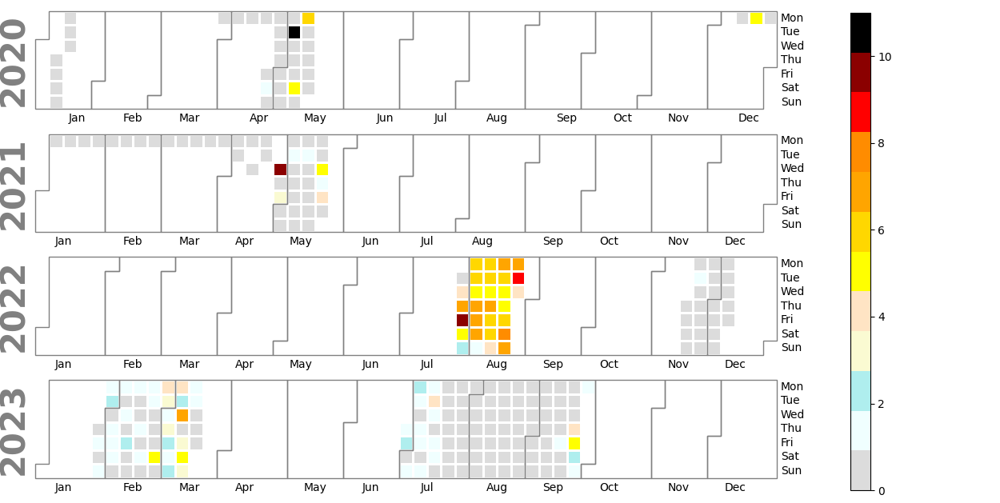 2020
Mon
Tue
Wed
Thu
Fri
Sat
Sun
Jan Feb Mar Apr May Jun Jul Aug Sep Oct Nov Dec
2021
Mon
Tue
Wed
Thu
Fri
Sat
Sun
Jan Feb Mar Apr May Jun Jul Aug Sep Oct Nov Dec
2022
Mon
Tue
Wed
Thu
Fri
Sat
Sun
Jan Feb Mar Apr May Jun Jul Aug Sep Oct Nov Dec
2023
Mon
Tue
Wed
Thu
Fri
Sat
Sun
Jan Feb Mar Apr May Jun Jul Aug Sep Oct Nov Dec
10
8
6
4
2
0